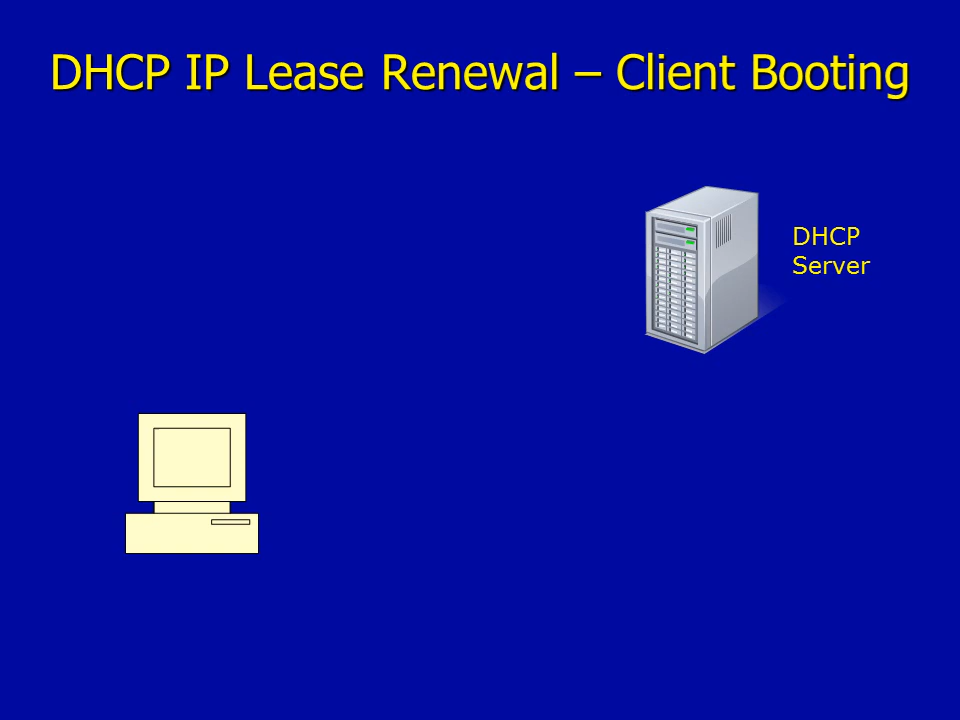 DHCP IP Lease Renewal – Client Booting
DHCP
Server